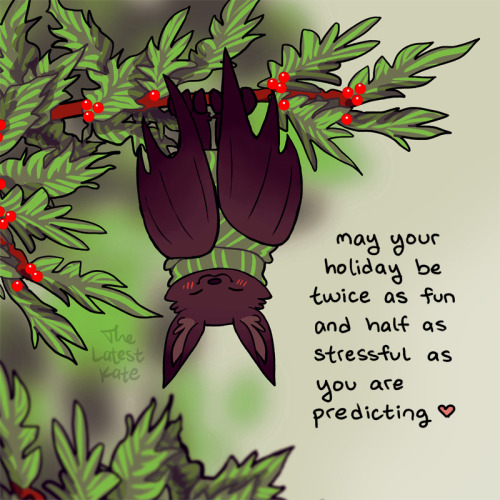 may your
holiday be
twice as fun
and half as
stressful as
you are
predicting ♥
The
Latest
Kate